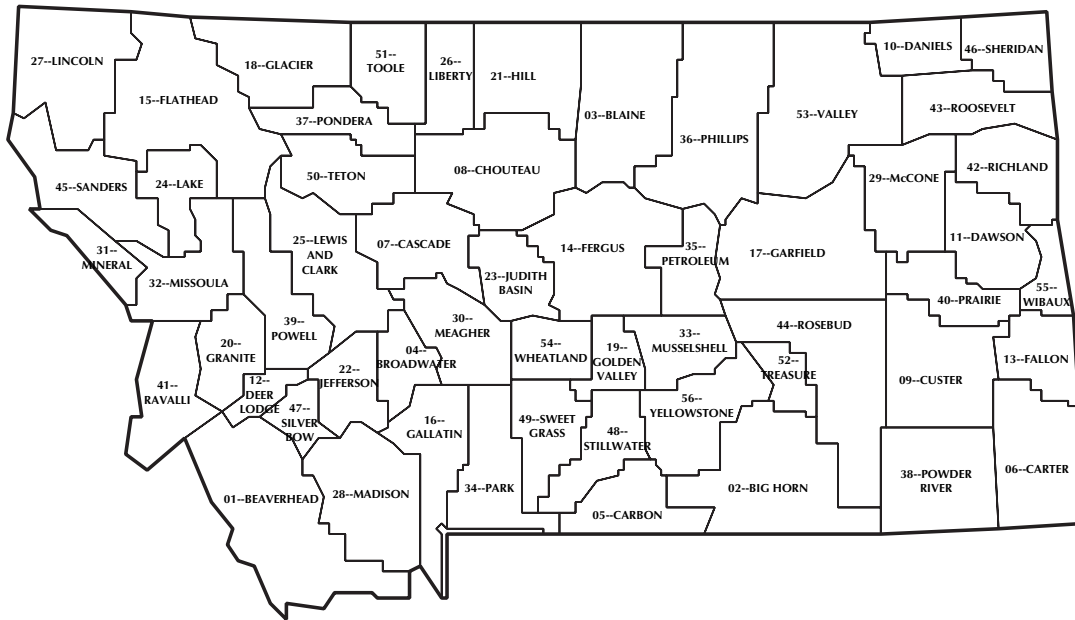 27--LINCOLN
15--FLATHEAD
18--GLACIER
51--
TOOLE
26--
LIBERTY
21--HILL
03--BLAINE
36--PHILLIPS
53--VALLEY
10--DANIELS
46--SHERIDAN
43--ROOSEVELT
37--PONDERA
08--CHOUTEAU
45--SANDERS
24--LAKE
50--TETON
29--McCONE
42--RICHLAND
31--
MINERAL
32--MISSOULA
25--LEWIS
AND
CLARK
07--CASCADE
23--JUDITH
BASIN
14--FERGUS
35--
PETROLEUM
17--GARFIELD
11--DAWSON
40--PRAIRIE
55--
WIBAUX
20--
GRANITE
39--
POWELL
30--
MEAGHER
04--
BROADWATER
54--
WHEATLAND
19--
GOLDEN
VALLEY
33--
MUSSELSHELL
44--ROSEBUD
52--
TREASURE
09--CUSTER
13--FALLON
41--
RAVALLI
12--
DEER
LODGE
47--
SILVER
BOW
22--
JEFFERSON
16--
GALLATIN
49--SWEET
GRASS
48--
STILLWATER
56--
YELLOWSTONE
01--BEAVERHEAD
28--MADISON
34--PARK
05--CARBON
02--BIG HORN
38--POWDER
RIVER
06--CARTER